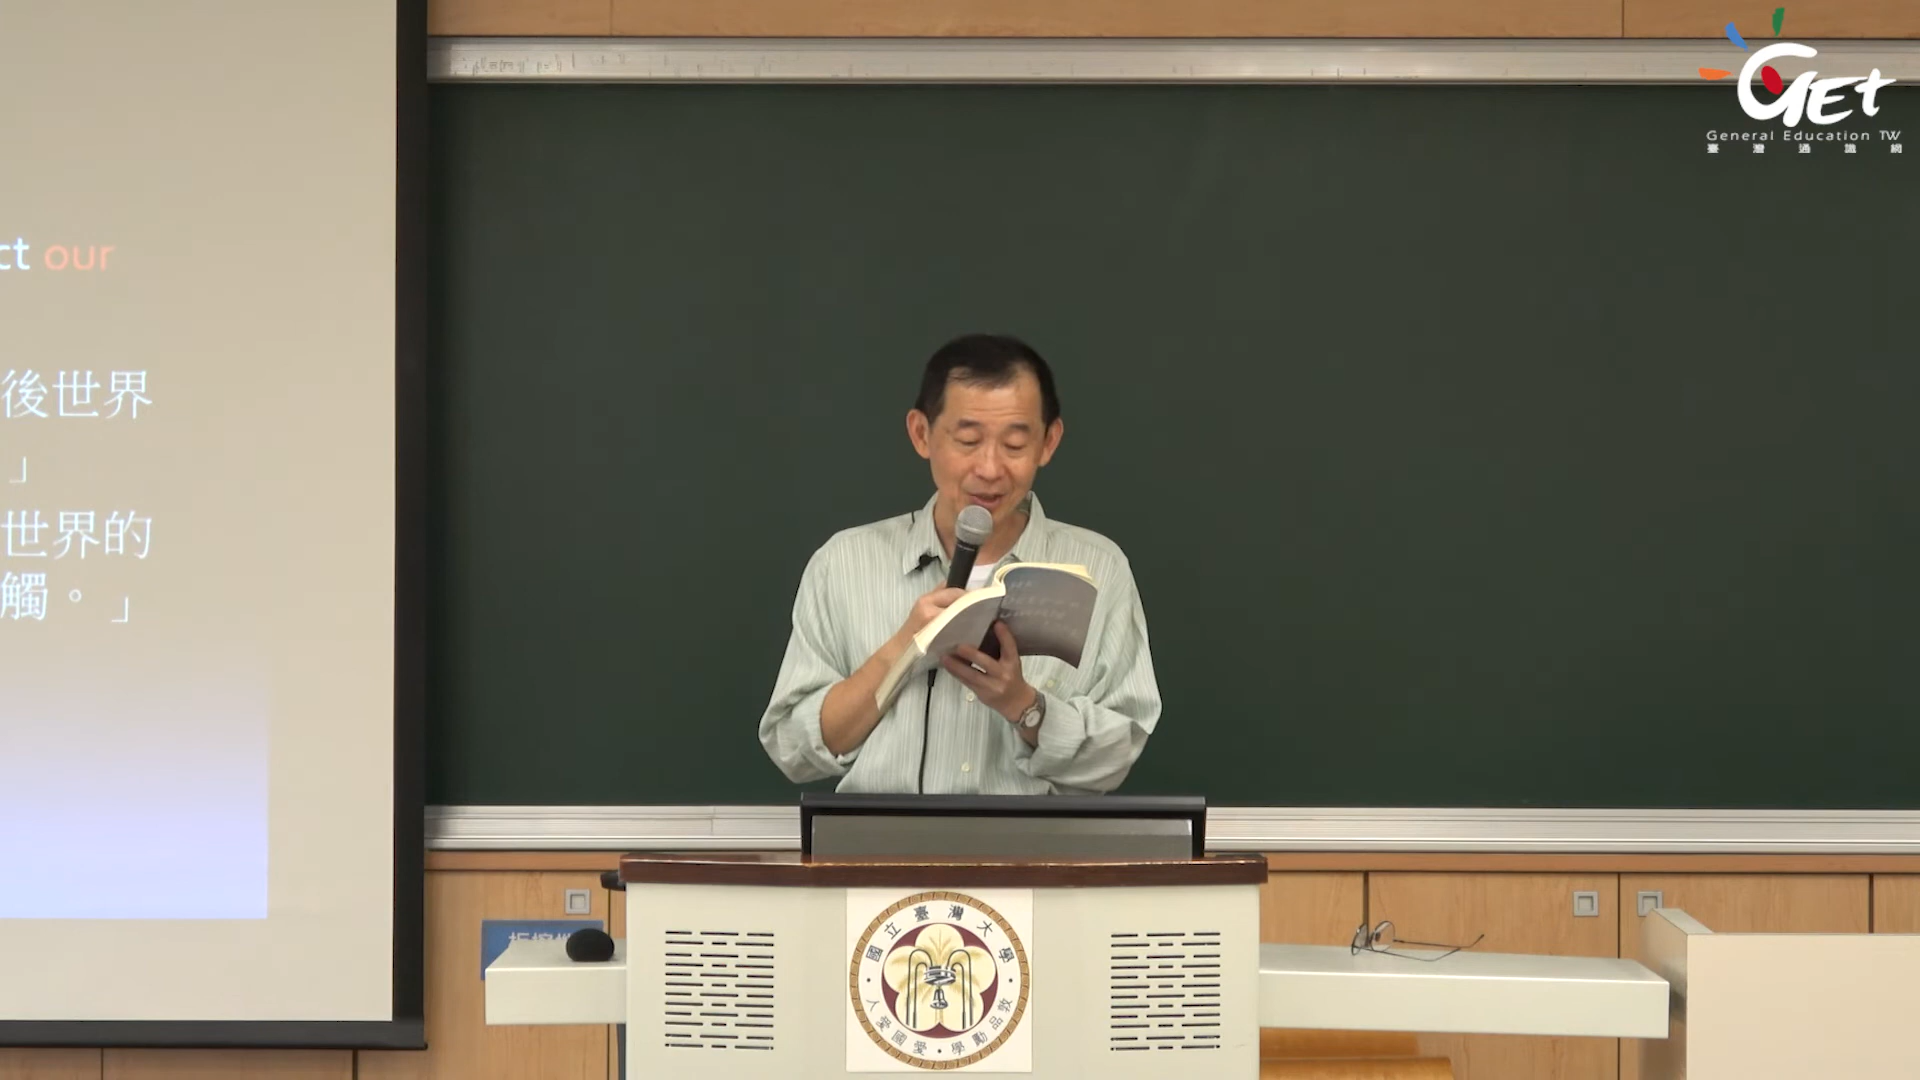 ct our
後世界
」
世界的
觸。」
GET
General Education TW
臺灣通識網
國立臺灣大學
敦品勵學・愛國愛人